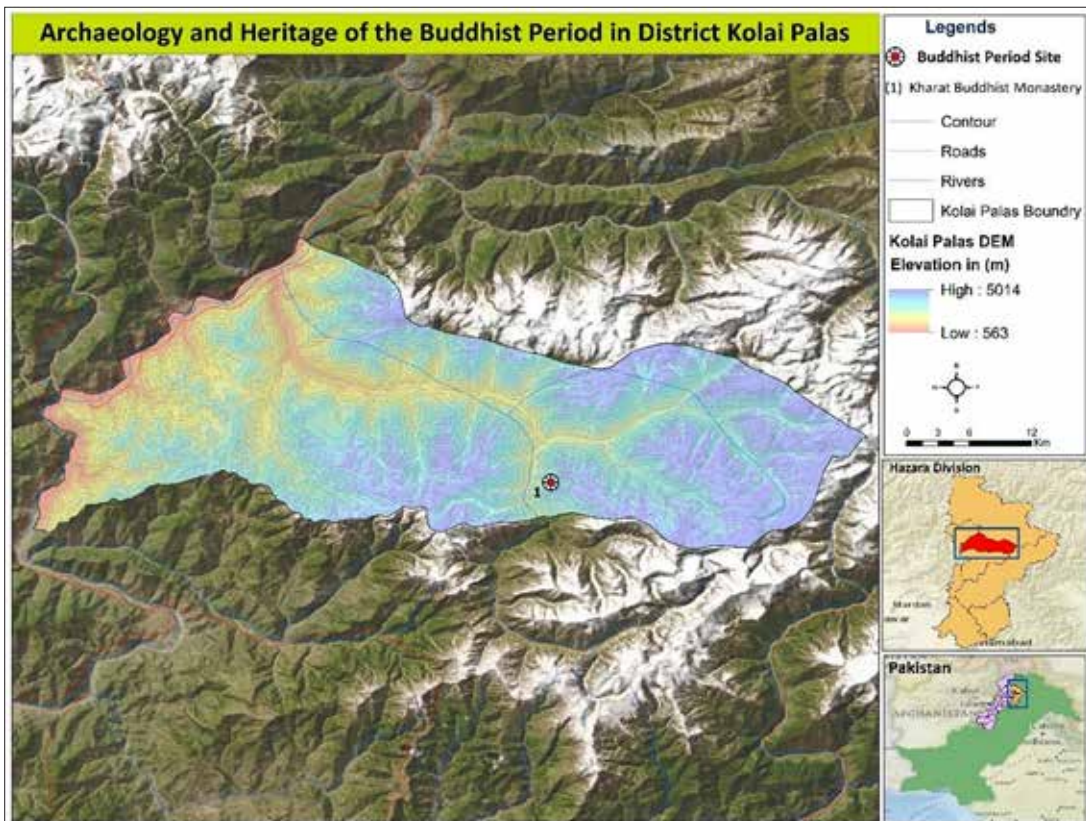 Archaeology and Heritage of the Buddhist Period in District Kolai Palas
1
Legends
Buddhist Period Site
(1) Kharat Buddhist Monastery
Contour
Roads
Rivers
Kolai Palas Boundry
Kolai Palas DEM
Elevation in (m)
High : 5014
Low : 563
0 3 6 12
Km
Hazara Division
Mardan
Pakistan
AFGHANISTAN